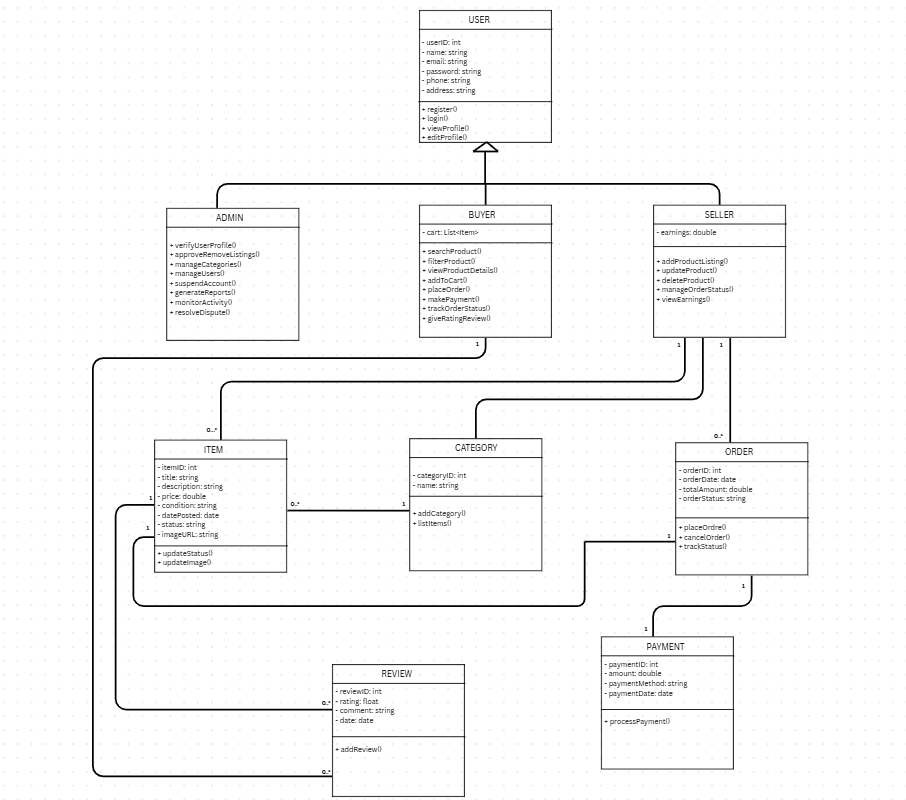 USER
- userID: int
- name: string
- email: string
- password: string
- phone: string
- address: string
+ register()
+ login()
+ viewProfile()
+ editProfile()
ADMIN
+ verifyUserProfile()
+ approveRemoveListings()
+ manageCategories()
+ manageUsers()
+ suspendAccount()
+ generateReports()
+ monitorActivity()
+ resolveDispute()
BUYER
- cart: List<Item>
+ searchProduct()
+ filterProduct()
+ viewProductDetails()
+ addToCart()
+ placeOrder()
+ makePayment()
+ trackOrderStatus()
+ giveRatingReview()
1
SELLER
- earnings: double
+ addProductListing()
+ updateProduct()
+ deleteProduct()
+ manageOrderStatus()
+ viewEarnings()
1
1
0...*
ITEM
- itemID: int
- title: string
- description: string
- price: double
- condition: string
- datePosted: date
- status: string
- imageURL: string
+ updateStatus()
+ updateImage()
1
1
0..*
1
CATEGORY
- categoryID: int
- name: string
+ addCategory()
+ listItems()
0..*
ORDER
- orderID: int
- orderDate: date
- totalAmount: double
- orderStatus: string
+ placeOrdre()
+ cancelOrder()
+ trackStatus()
1
1
1
PAYMENT
- paymentID: int
- amount: double
- paymentMethod: string
- paymentDate: date
+ processPayment()
REVIEW
- reviewID: int
- rating: float
- comment: string
- date: date
+ addReview()
0..*
0..*